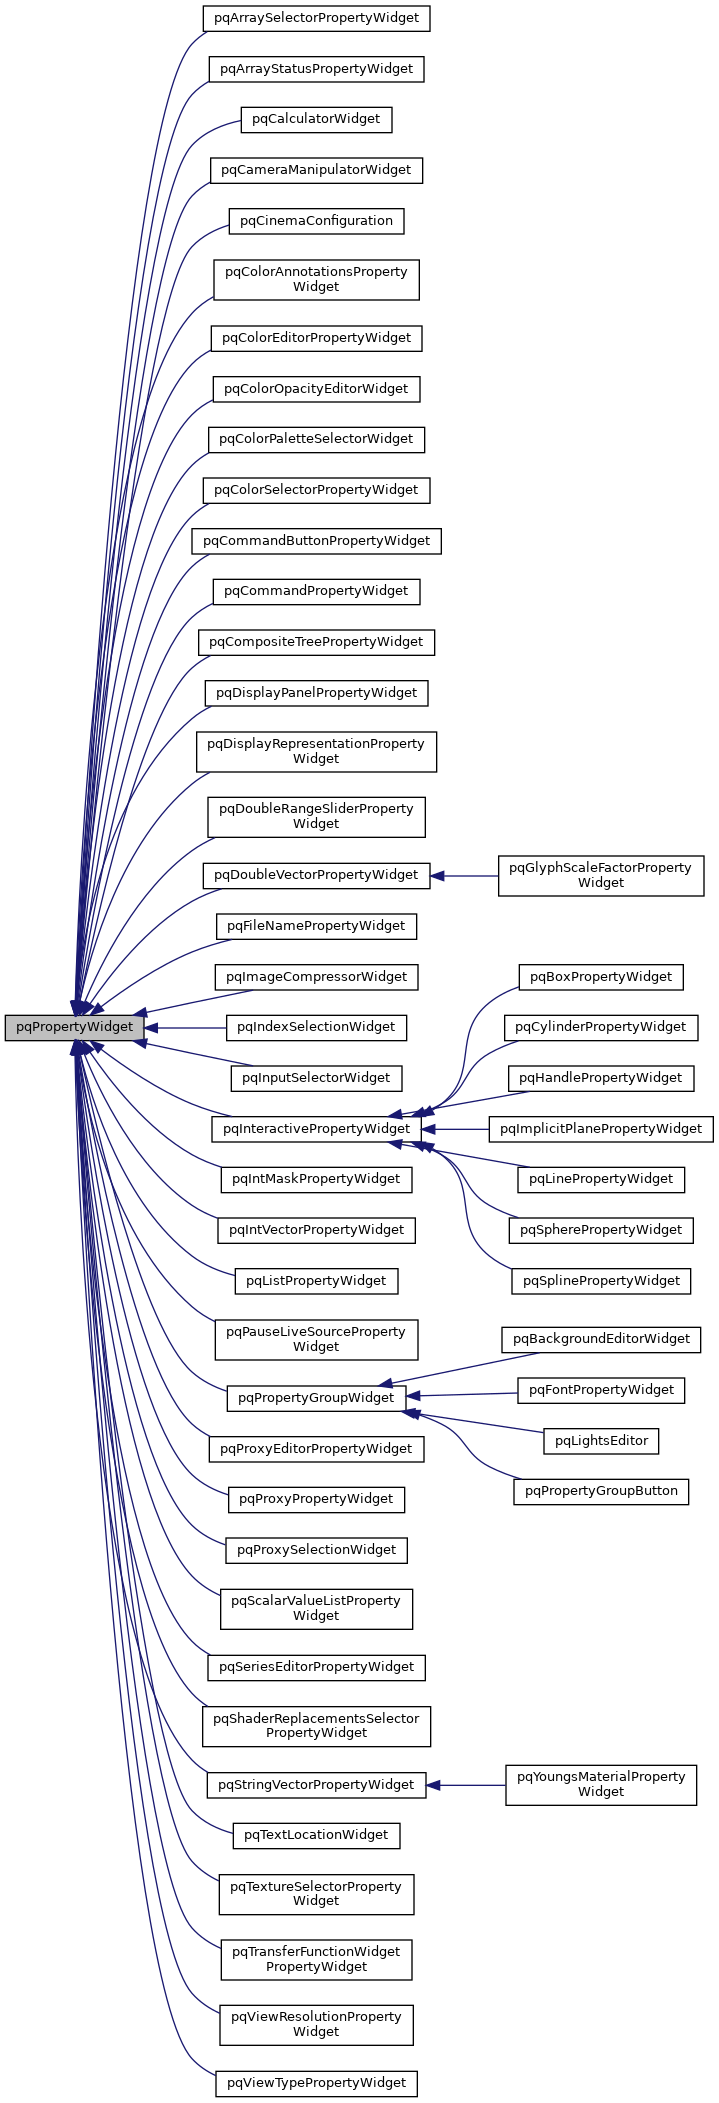 pqArraySelectorPropertyWidget
pqArrayStatusPropertyWidget
pqCalculatorWidget
pqCameraManipulatorWidget
pqCinemaConfiguration
pqColorAnnotationsProperty
Widget
pqColorEditorPropertyWidget
pqColorOpacityEditorWidget
pqColorPaletteSelectorWidget
pqColorSelectorPropertyWidget
pqCommandButtonPropertyWidget
pqCommandPropertyWidget
pqCompositeTreePropertyWidget
pqDisplayPanelPropertyWidget
pqDisplayRepresentationProperty
Widget
pqDoubleRangeSliderProperty
Widget
pqDoubleVectorPropertyWidget
pqGlyphScaleFactorProperty
Widget
pqFileNamePropertyWidget
pqImageCompressorWidget
pqPropertyWidget
pqIndexSelectionWidget
pqInputSelectorWidget
pqInteractivePropertyWidget
pqBoxPropertyWidget
pqCylinderPropertyWidget
pqHandlePropertyWidget
pqImplicitPlanePropertyWidget
pqLinePropertyWidget
pqSpherePropertyWidget
pqSplinePropertyWidget
pqIntMaskPropertyWidget
pqIntVectorPropertyWidget
pqListPropertyWidget
pqPauseLiveSourceProperty
Widget
pqPropertyGroupWidget
pqBackgroundEditorWidget
pqFontPropertyWidget
pqLightsEditor
pqPropertyGroupButton
pqProxyEditorPropertyWidget
pqProxyPropertyWidget
pqProxySelectionWidget
pqScalarValueListProperty
Widget
pqSeriesEditorPropertyWidget
pqShaderReplacementsSelector
PropertyWidget
pqStringVectorPropertyWidget
pqYoungsMaterialProperty
Widget
pqTextLocationWidget
pqTextureSelectorProperty
Widget
pqTransferFunctionWidget
PropertyWidget
pqViewResolutionProperty
Widget
pqViewTypePropertyWidget